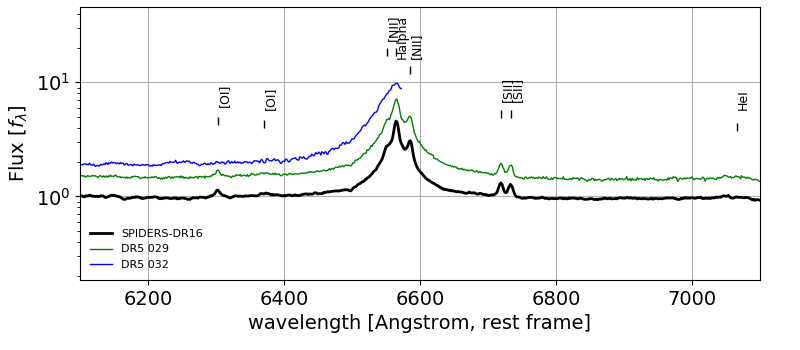 [NII]
Halpha
[NII]
[OI]
[OI]
[SII]
[SII]
HeI
Flux [f_λ]
10¹
10⁰
SPIDERS-DR16
DR5 029
DR5 032
6200 6400 6600 6800 7000
wavelength [Angstrom, rest frame]